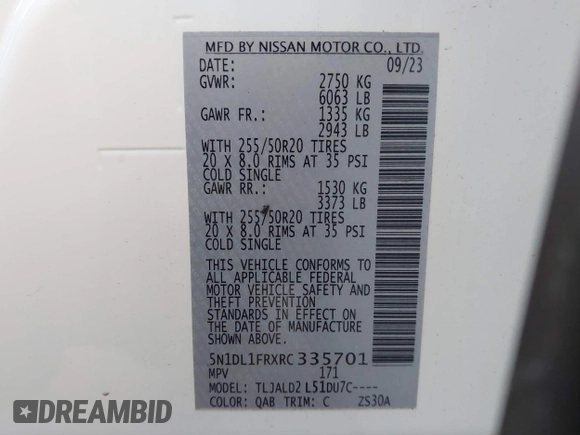 MFD BY NISSAN MOTOR CO., LTD.
DATE: 09/23
GVWR: 2750 KG
6063 LB
GAWR FR.: 1335 KG
2943 LB
WITH 255/50R20 TIRES
20 X 8.0 RIMS AT 35 PSI
COLD SINGLE
GAWR RR.: 1530 KG
3373 LB
WITH 255/50R20 TIRES
20 X 8.0 RIMS AT 35 PSI
COLD SINGLE
THIS VEHICLE CONFORMS TO
ALL APPLICABLE FEDERAL
MOTOR VEHICLE SAFETY AND
THEFT PREVENTION
STANDARDS IN EFFECT ON
THE DATE OF MANUFACTURE
SHOWN ABOVE.
5N1DL1FRXRC335701
MPV 171
MODEL: TLJALD2 L51DU7C----
COLOR: QAB TRIM: C ZS30A
DREAMBID